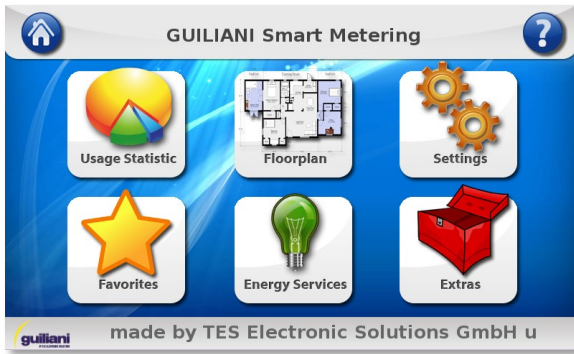 GUILIANI Smart Metering
?
Usage Statistic
Floorplan
Settings
Favorites
Energy Services
Extras
guiliani
made by TES Electronic Solutions GmbH u